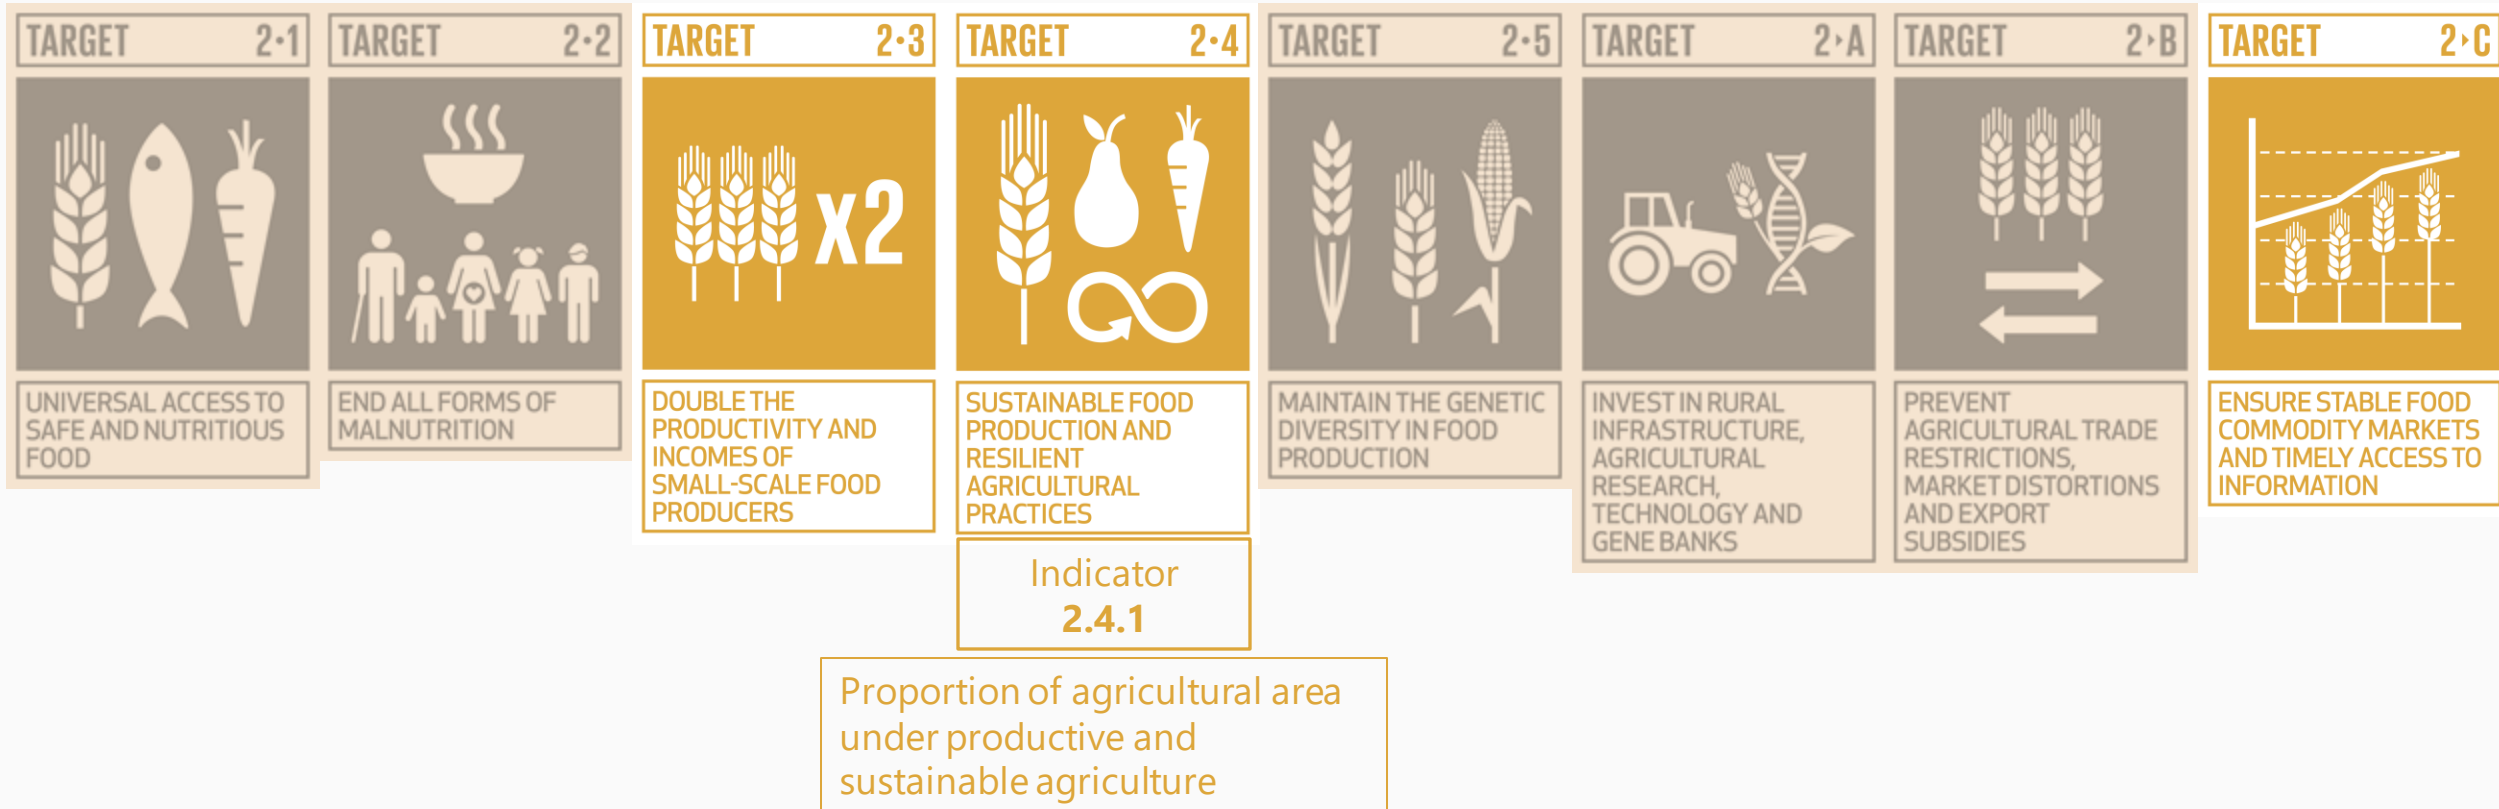 TARGET 2·1
UNIVERSAL ACCESS TO
SAFE AND NUTRITIOUS
FOOD
TARGET 2·2
END ALL FORMS OF
MALNUTRITION
TARGET 2·3
x2
DOUBLE THE
PRODUCTIVITY AND
INCOMES OF
SMALL-SCALE FOOD
PRODUCERS
TARGET 2·4
SUSTAINABLE FOOD
PRODUCTION AND
RESILIENT
AGRICULTURAL
PRACTICES
Indicator
2.4.1
Proportion of agricultural area
under productive and
sustainable agriculture
TARGET 2·5
MAINTAIN THE GENETIC
DIVERSITY IN FOOD
PRODUCTION
TARGET 2▸A
INVEST IN RURAL
INFRASTRUCTURE,
AGRICULTURAL
RESEARCH,
TECHNOLOGY AND
GENE BANKS
TARGET 2▸B
PREVENT
AGRICULTURAL TRADE
RESTRICTIONS,
MARKET DISTORTIONS
AND EXPORT
SUBSIDIES
TARGET 2▸C
ENSURE STABLE FOOD
COMMODITY MARKETS
AND TIMELY ACCESS TO
INFORMATION